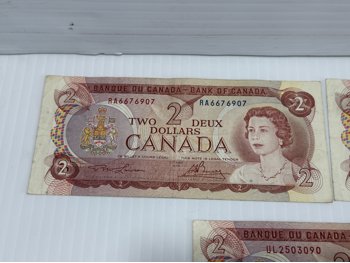 BANQUE DU CANADA - BANK OF CANADA
RA6676907 RA6676907
2 2 2
TWO DEUX
DOLLARS
CANADA
2 2
BANQUE DU
UL2503090